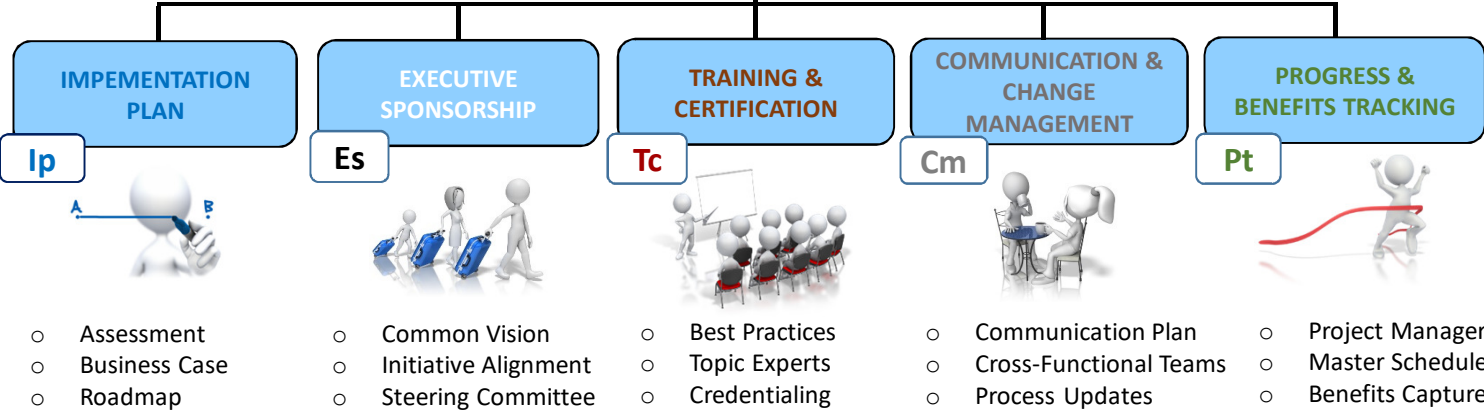 IMPEMENTATION
PLAN
Ip
A B
o Assessment
o Business Case
o Roadmap
EXECUTIVE
SPONSORSHIP
Es
o Common Vision
o Initiative Alignment
o Steering Committee
TRAINING &
CERTIFICATION
Tc
o Best Practices
o Topic Experts
o Credentialing
COMMUNICATION &
CHANGE
MANAGEMENT
Cm
o Communication Plan
o Cross-Functional Teams
o Process Updates
PROGRESS &
BENEFITS TRACKING
Pt
o Project Manager
o Master Schedule
o Benefits Capture